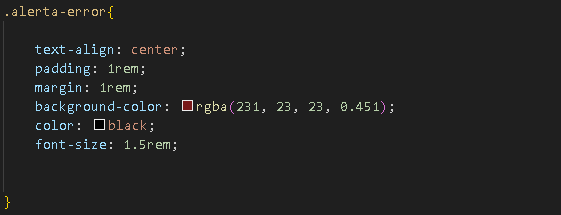 .alerta-error{
text-align: center;
padding: 1rem;
margin: 1rem;
background-color: rgba(231, 23, 23, 0.451);
color: black;
font-size: 1.5rem;
}